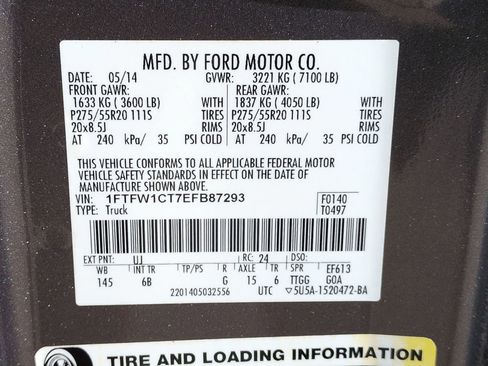 MFD. BY FORD MOTOR CO.
DATE: 05/14 GVWR: 3221 KG ( 7100 LB)
FRONT GAWR: REAR GAWR:
1633 KG ( 3600 LB) WITH 1837 KG ( 4050 LB) WITH
P275/55R20 111S TIRES P275/55R20 111S TIRES
20x8.5J RIMS 20x8.5J RIMS
AT 240 kPa/ 35 PSI COLD AT 240 kPa/ 35 PSI COLD
THIS VEHICLE CONFORMS TO ALL APPLICABLE FEDERAL MOTOR
VEHICLE SAFETY STANDARDS IN EFFECT ON THE DATE OF
MANUFACTURE SHOWN ABOVE.
VIN: 1FTFW1CT7EFB87293 F0140
TYPE: Truck T0497
EXT PNT: UJ RC: 24 DSO:
WB INT TR TP/PS R AXLE TR SPR EF613
145 6B G 15 6 TTGG GOA
2201405032556 UTC ▽5U5A-1520472-BA
TIRE AND LOADING INFORMATION